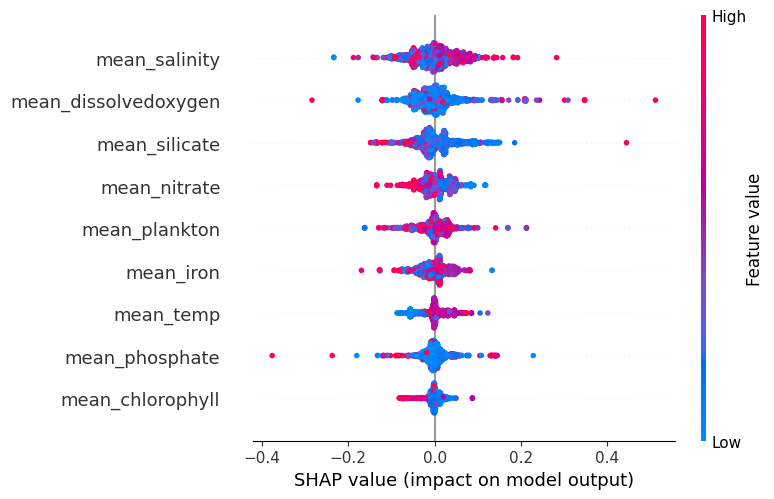 High
mean_salinity
mean_dissolvedoxygen
mean_silicate
mean_nitrate
mean_plankton
mean_iron
mean_temp
mean_phosphate
mean_chlorophyll
Feature value
Low
−0.4 −0.2 0.0 0.2 0.4
SHAP value (impact on model output)